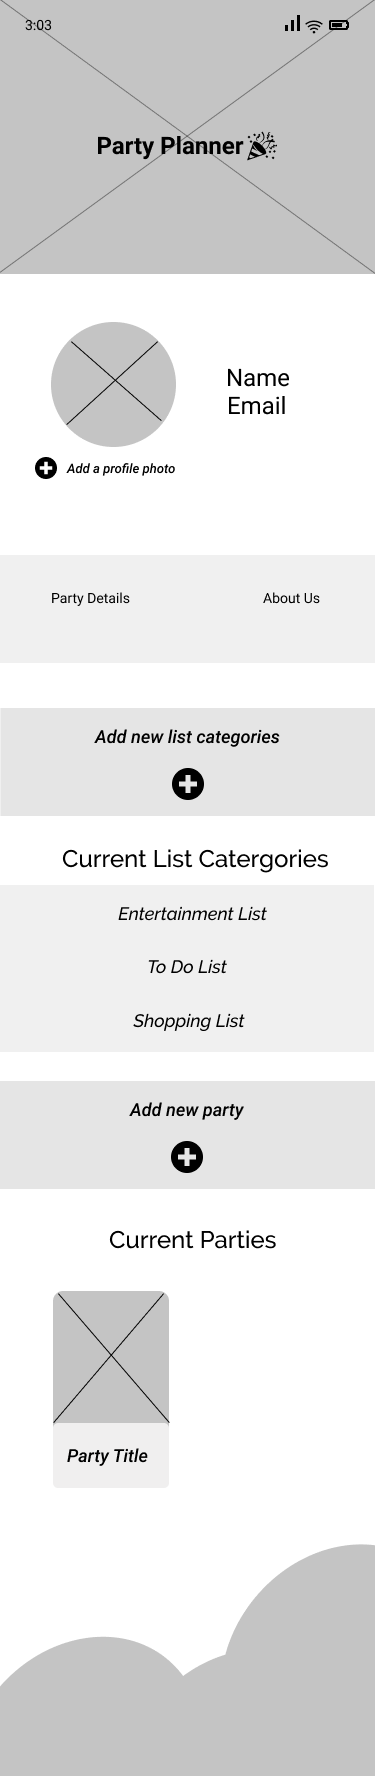 3:03
Party Planner
Name
Email
Add a profile photo
Party Details
About Us
Add new list categories
Current List Catergories
Entertainment List
To Do List
Shopping List
Add new party
Current Parties
Party Title